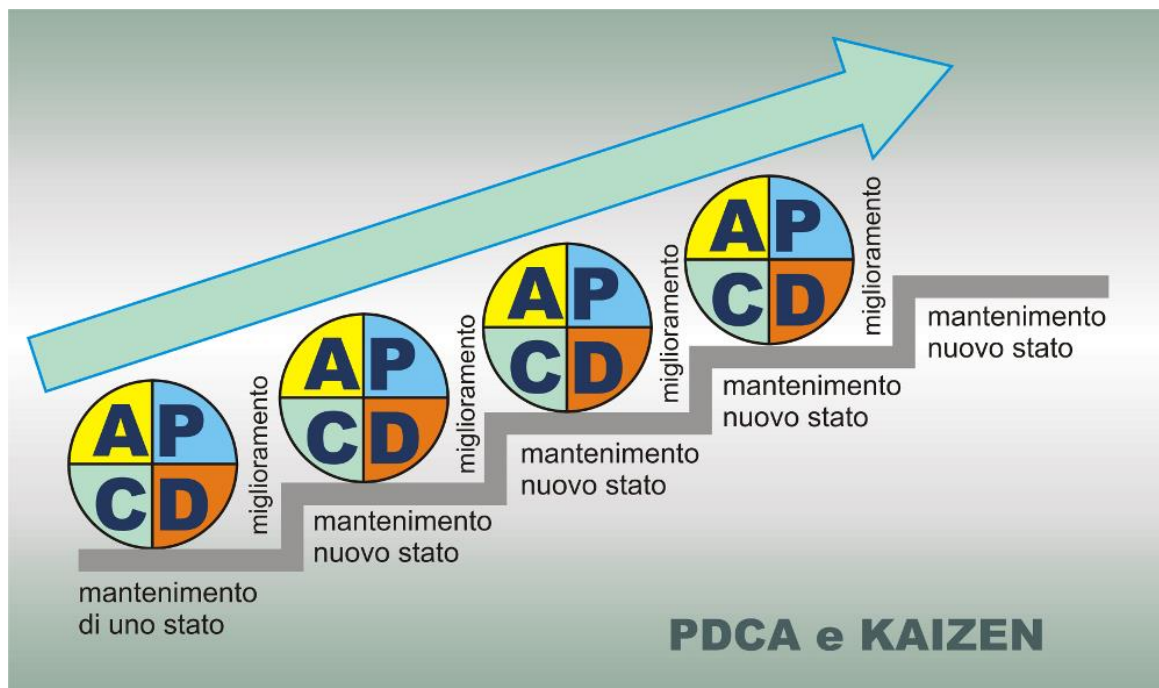 A P
C D
miglioramento
mantenimento
di uno stato
A P
C D
miglioramento
mantenimento
nuovo stato
A P
C D
miglioramento
mantenimento
nuovo stato
A P
C D
miglioramento
mantenimento
nuovo stato
mantenimento
nuovo stato
PDCA e KAIZEN